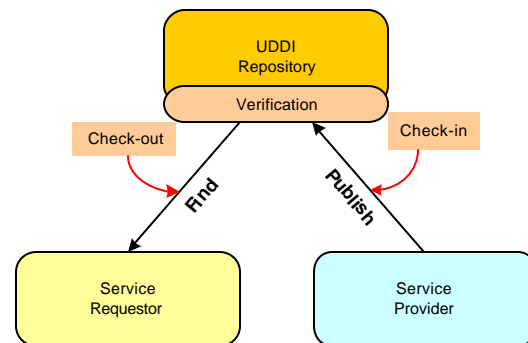 UDDI
Repository
Verification
Check-out
Check-in
Find
Publish
Service
Requestor
Service
Provider